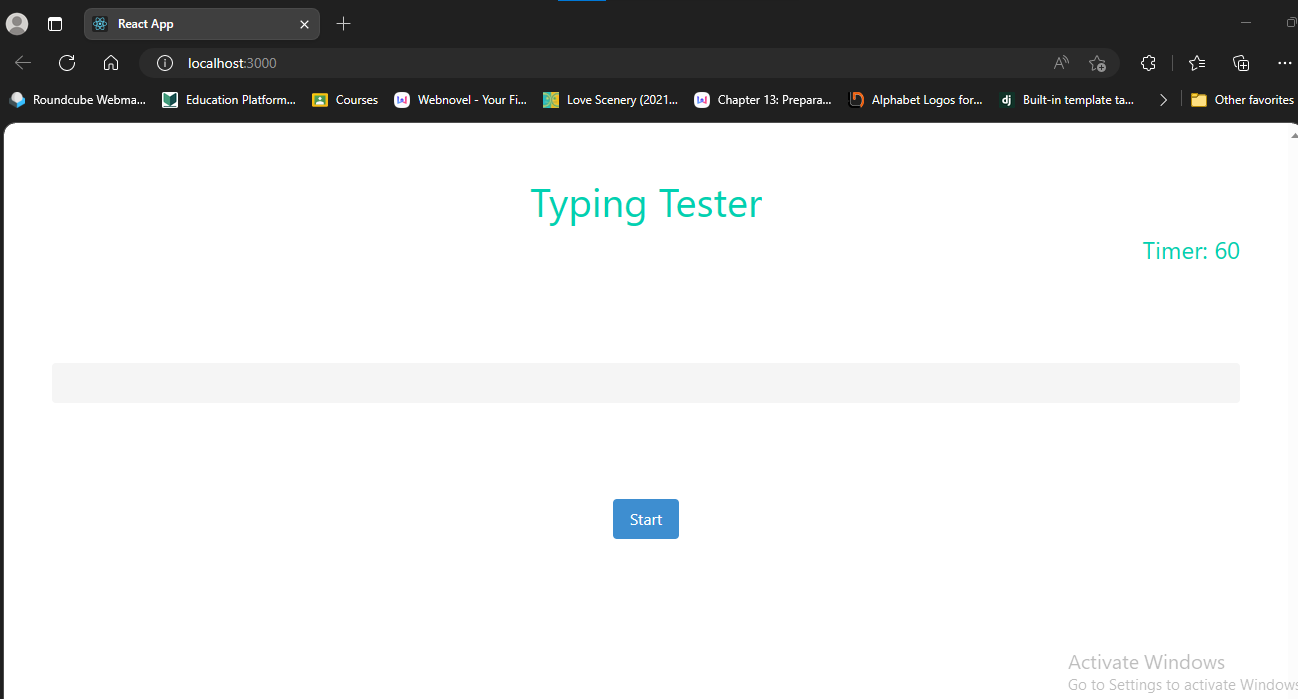 React App
localhost:3000
Roundcube Webma... Education Platform... Courses Webnovel - Your Fi... Love Scenery (2021... Chapter 13: Prepara... Alphabet Logos for... dj Built-in template ta... Other favorites
Typing Tester
Timer: 60
Start
Activate Windows
Go to Settings to activate Windows